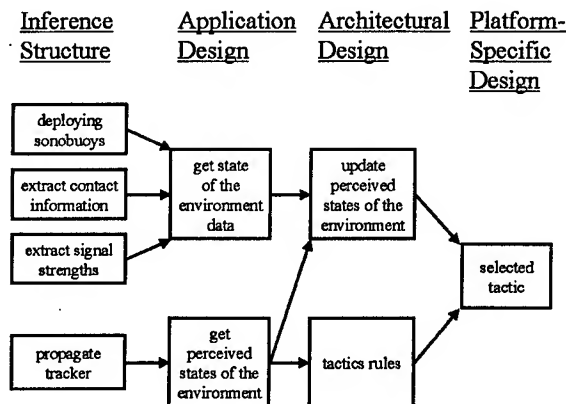 Inference
Structure
Application
Design
Architectural
Design
Platform-
Specific
Design
deploying
sonobuoys
extract contact
information
extract signal
strengths
propagate
tracker
get state
of the
environment
data
get
perceived
states of the
environment
update
perceived
states of the
environment
tactics rules
selected
tactic